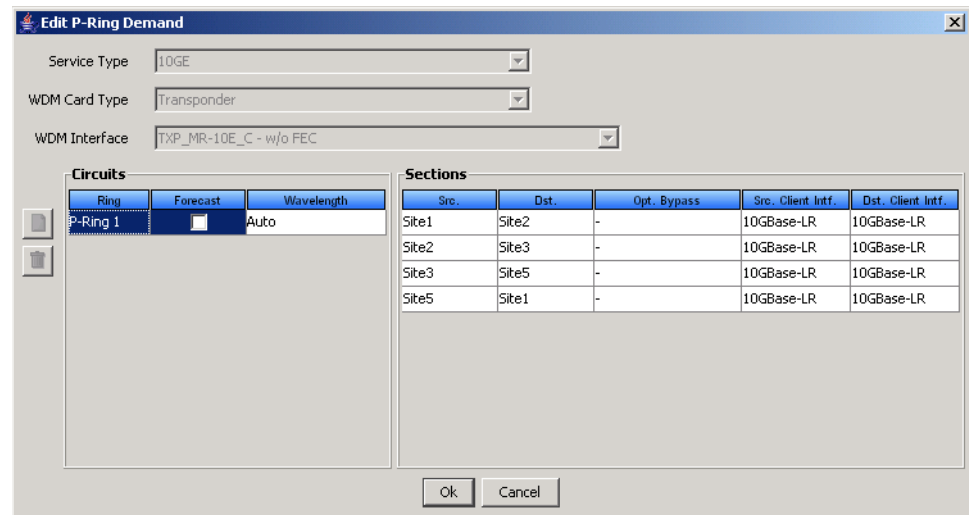 Edit P-Ring Demand
Service Type 10GE
WDM Card Type Transponder
WDM Interface TXP_MR-10E_C - w/o FEC
Circuits
Ring Forecast Wavelength
P-Ring 1 Auto
Sections
Src. Dst. Opt. Bypass Src. Client Intf. Dst. Client Intf.
Site1 Site2 - 10GBase-LR 10GBase-LR
Site2 Site3 - 10GBase-LR 10GBase-LR
Site3 Site5 - 10GBase-LR 10GBase-LR
Site5 Site1 - 10GBase-LR 10GBase-LR
Ok Cancel